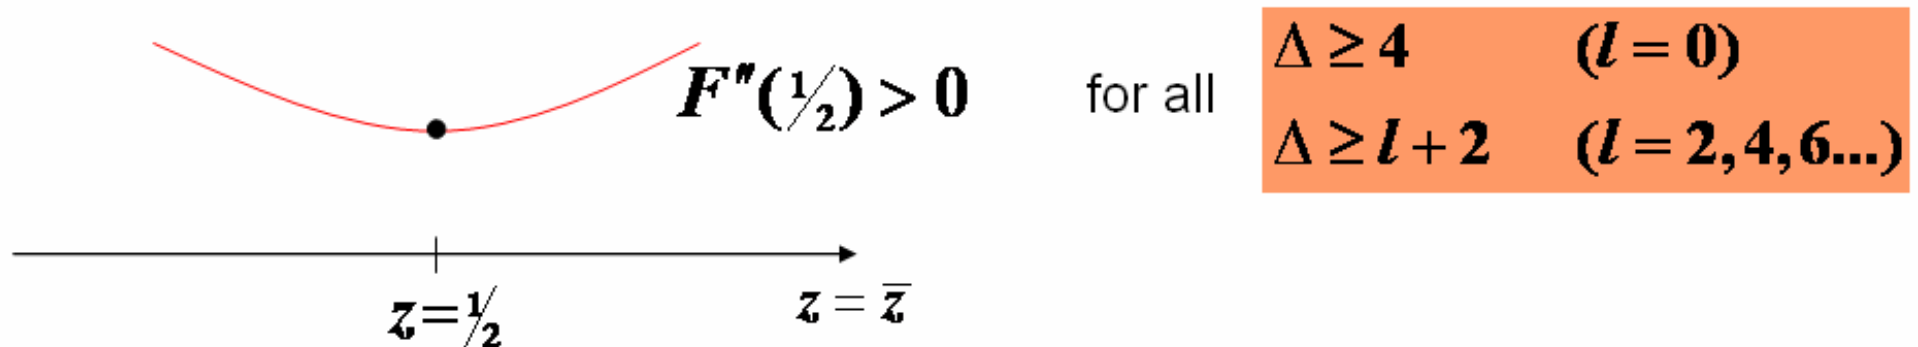 F″(1/2) > 0 for all
Δ ≥ 4 (l = 0)
Δ ≥ l + 2 (l = 2, 4, 6...)
z = 1/2
z = z̄